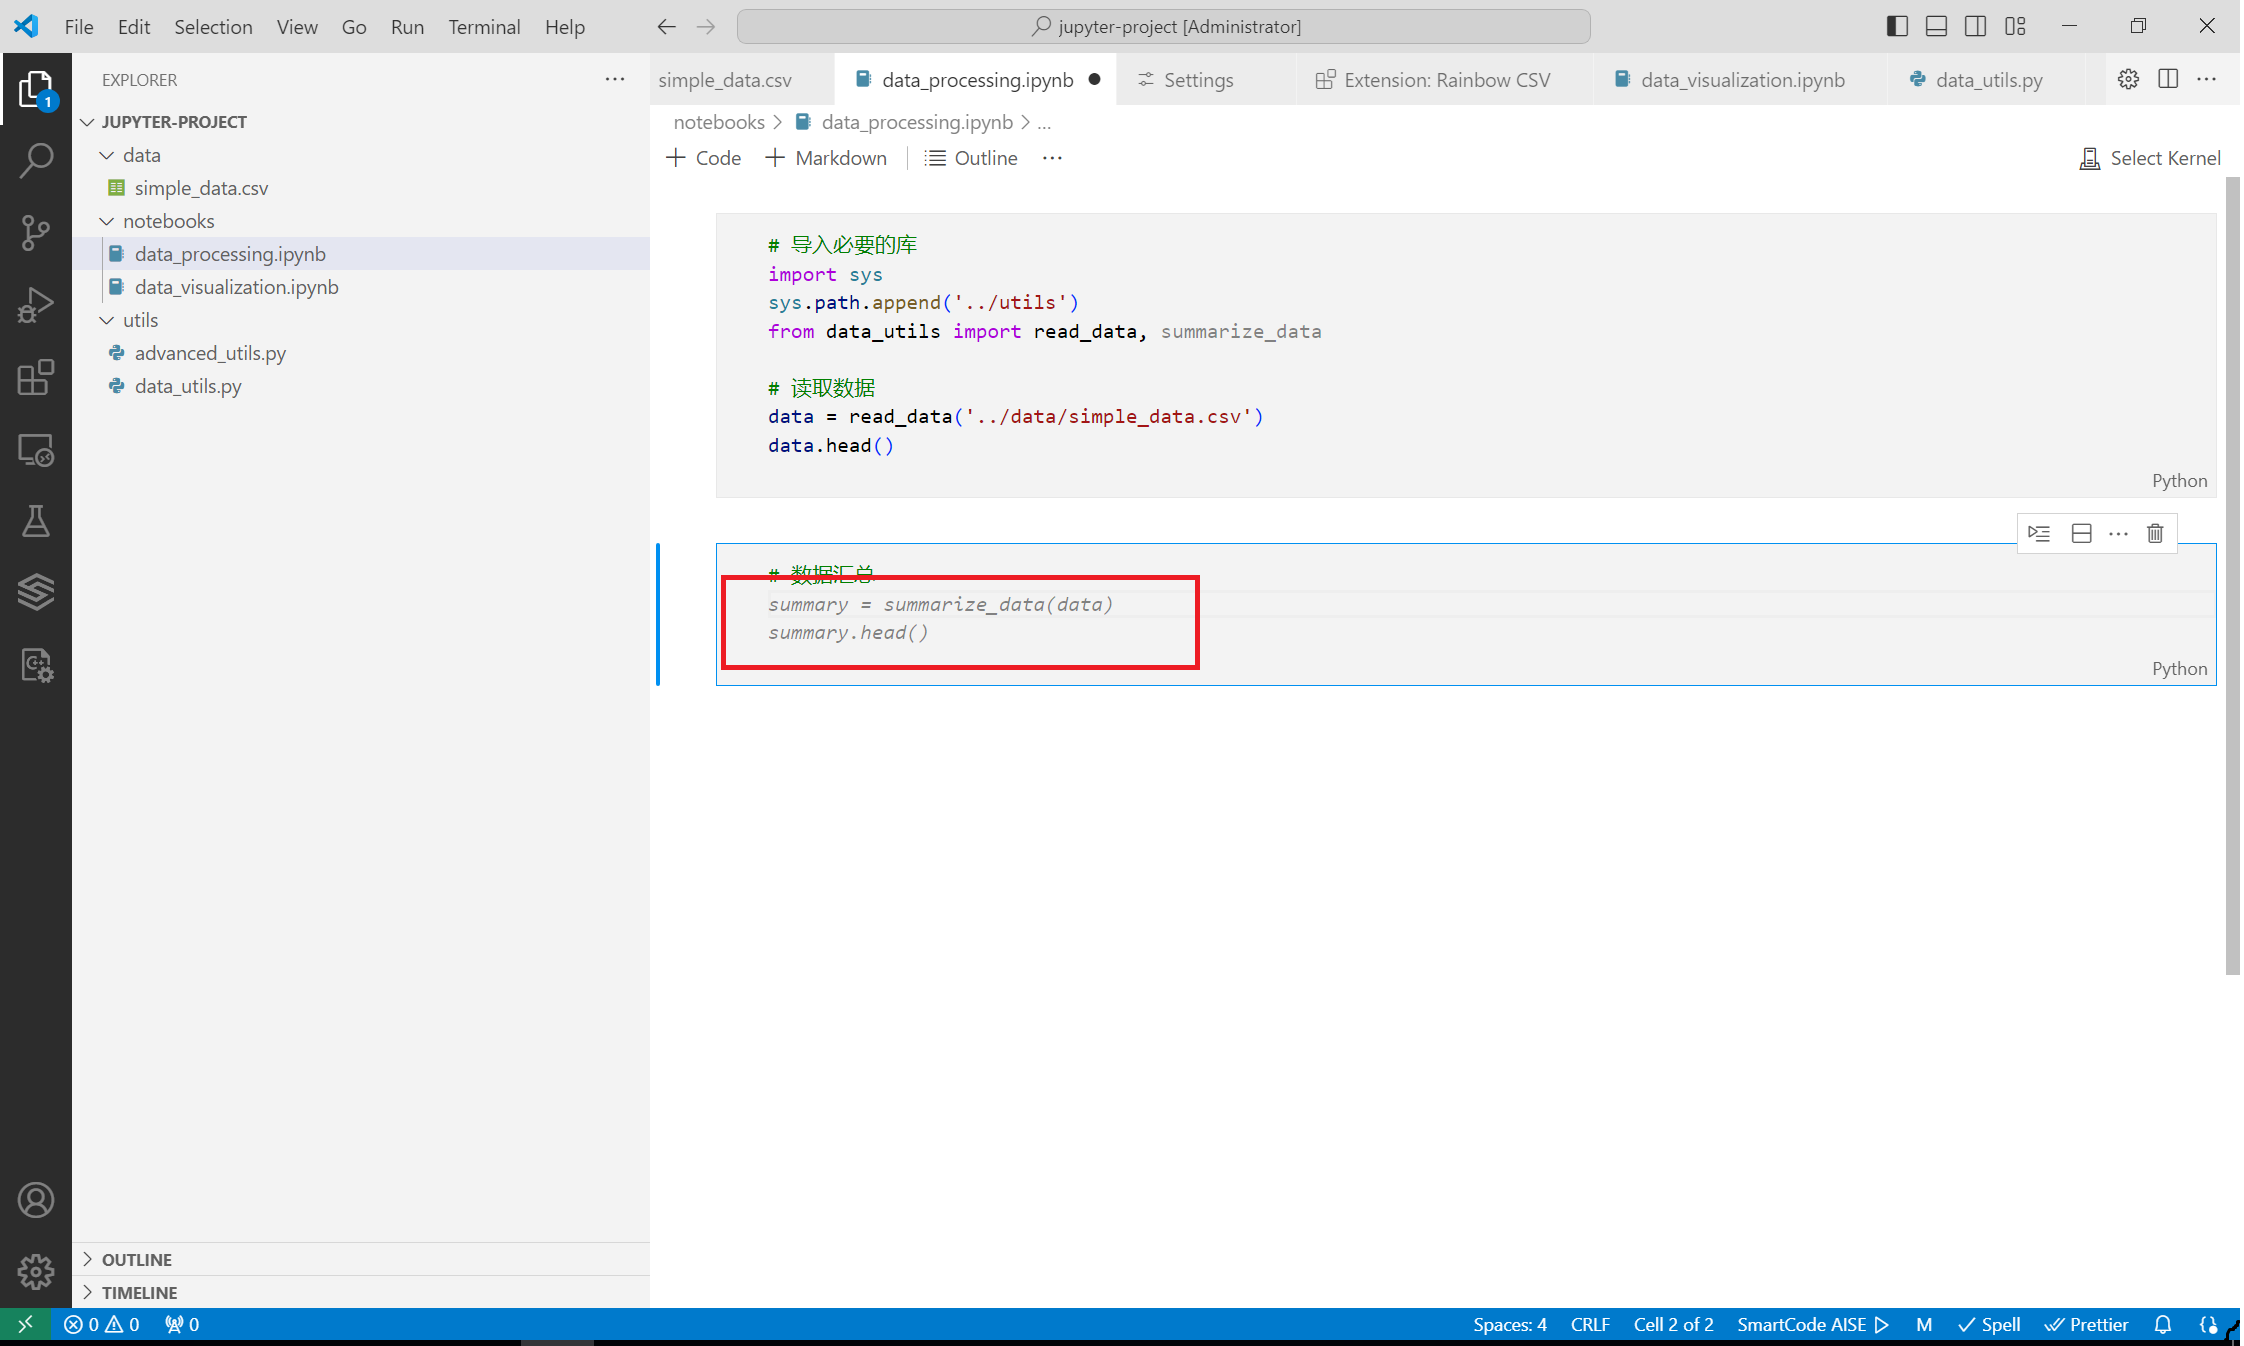 File Edit Selection View Go Run Terminal Help
jupyter-project [Administrator]
EXPLORER
simple_data.csv
data_processing.ipynb
Settings
Extension: Rainbow CSV
data_visualization.ipynb
data_utils.py
JUPYTER-PROJECT
data
simple_data.csv
notebooks
data_processing.ipynb
data_visualization.ipynb
utils
advanced_utils.py
data_utils.py
notebooks > data_processing.ipynb > ...
Code Markdown Outline ...
Select Kernel
# 导入必要的库
import sys
sys.path.append('../utils')
from data_utils import read_data, summarize_data
# 读取数据
data = read_data('../data/simple_data.csv')
data.head()
Python
# 数据汇总
summary = summarize_data(data)
summary.head()
Python
OUTLINE
TIMELINE
1
0 0 0
Spaces: 4 CRLF Cell 2 of 2 SmartCode AISE M Spell Prettier